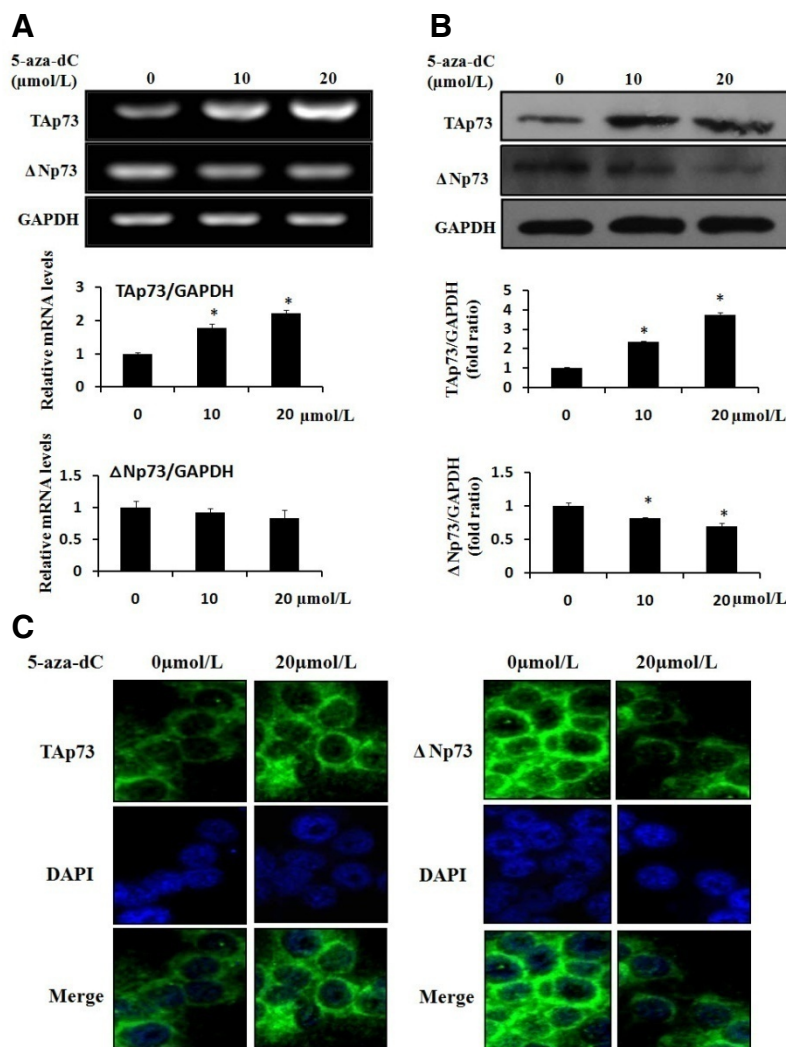 A
5-aza-dC
(μmol/L) 0 10 20
TAp73
ΔNp73
GAPDH
TAp73/GAPDH
Relative mRNA levels
3
2
1
0
* *
0 10 20 μmol/L
ΔNp73/GAPDH
Relative mRNA levels
1.5
1
0.5
0
0 10 20 μmol/L
B
5-aza-dC
(μmol/L) 0 10 20
TAp73
ΔNp73
GAPDH
TAp73/GAPDH
(fold ratio)
5
4
3
2
1
0
* *
0 10 20 μmol/L
ΔNp73/GAPDH
(fold ratio)
1.5
1
0.5
0
* *
0 10 20 μmol/L
C
5-aza-dC 0μmol/L 20μmol/L 0μmol/L 20μmol/L
TAp73 ΔNp73
DAPI DAPI
Merge Merge